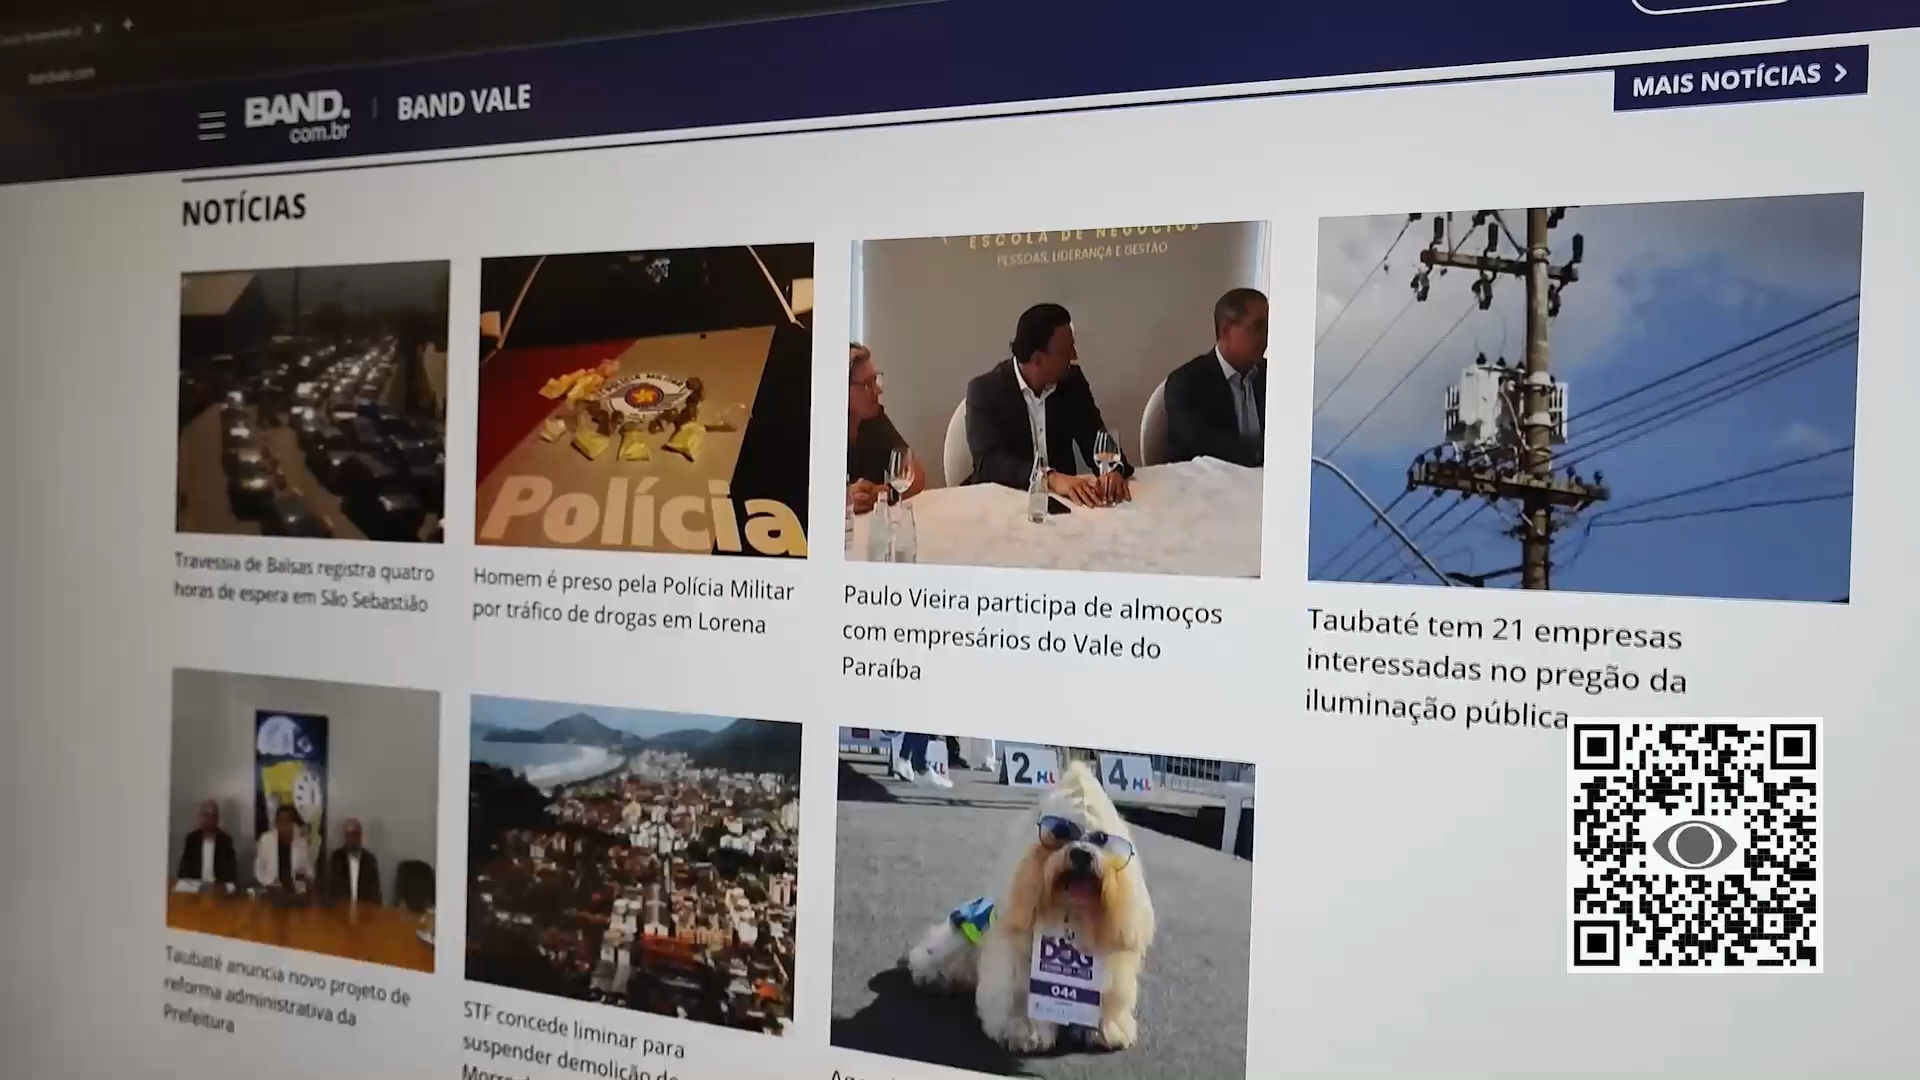 bandvale.com
BAND.
com.br
BAND VALE
MAIS NOTÍCIAS
NOTÍCIAS
ESCOLA DE NEGÓCIOS
PESSOAS, LIDERANÇA E GESTÃO
POLÍCIA MILITAR
Polícia
Travessia de Balsas registra quatro
horas de espera em São Sebastião
Homem é preso pela Polícia Militar
por tráfico de drogas em Lorena
Paulo Vieira participa de almoços
com empresários do Vale do
Paraíba
Taubaté tem 21 empresas
interessadas no pregão da
iluminação pública
Taubaté anuncia novo projeto de
reforma administrativa da
Prefeitura
STF concede liminar para
suspender demolição
2
4
DOG
044